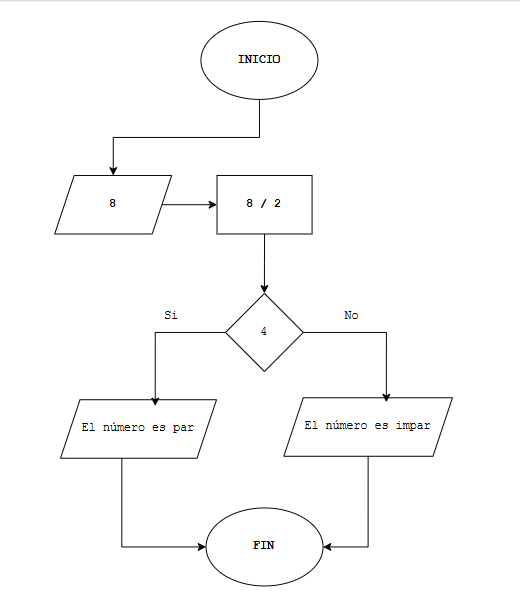 INICIO
8
8 / 2
Si
No
4
El número es par
El número es impar
FIN